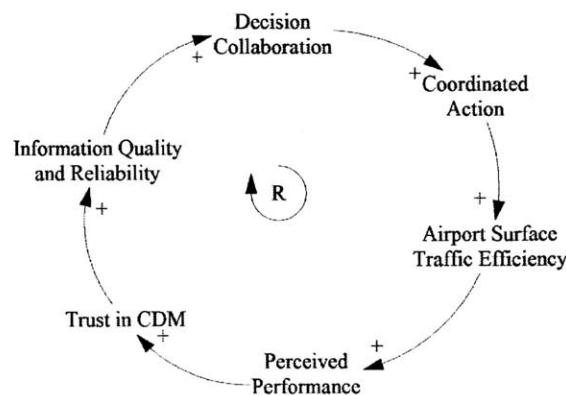 Decision
Collaboration
+
+
Coordinated
Action
Information Quality
and Reliability
R
+
+
Airport Surface
Traffic Efficiency
Trust in CDM
+
+
Perceived
Performance